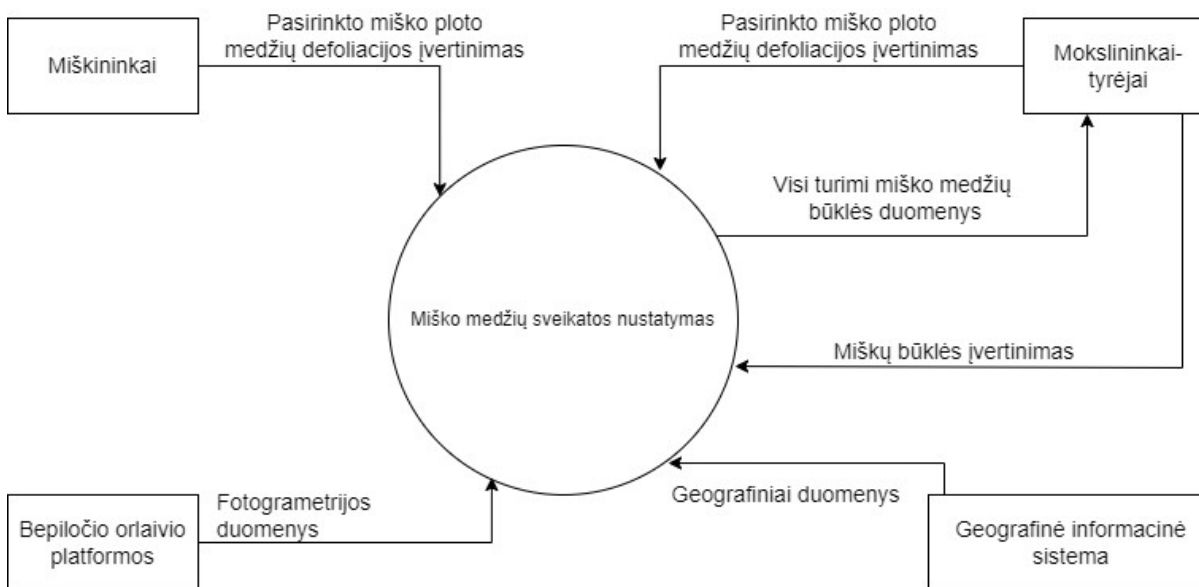 Pasirinkto miško ploto
medžių defoliacijos įvertinimas
Pasirinkto miško ploto
medžių defoliacijos įvertinimas
Miškininkai
Mokslininkai-
tyrėjai
Visi turimi miško medžių
būklės duomenys
Miško medžių sveikatos nustatymas
Miškų būklės įvertinimas
Fotogrametrijos
duomenys
Geografiniai duomenys
Bepiločio orlaivio
platformos
Geografinė informacinė
sistema